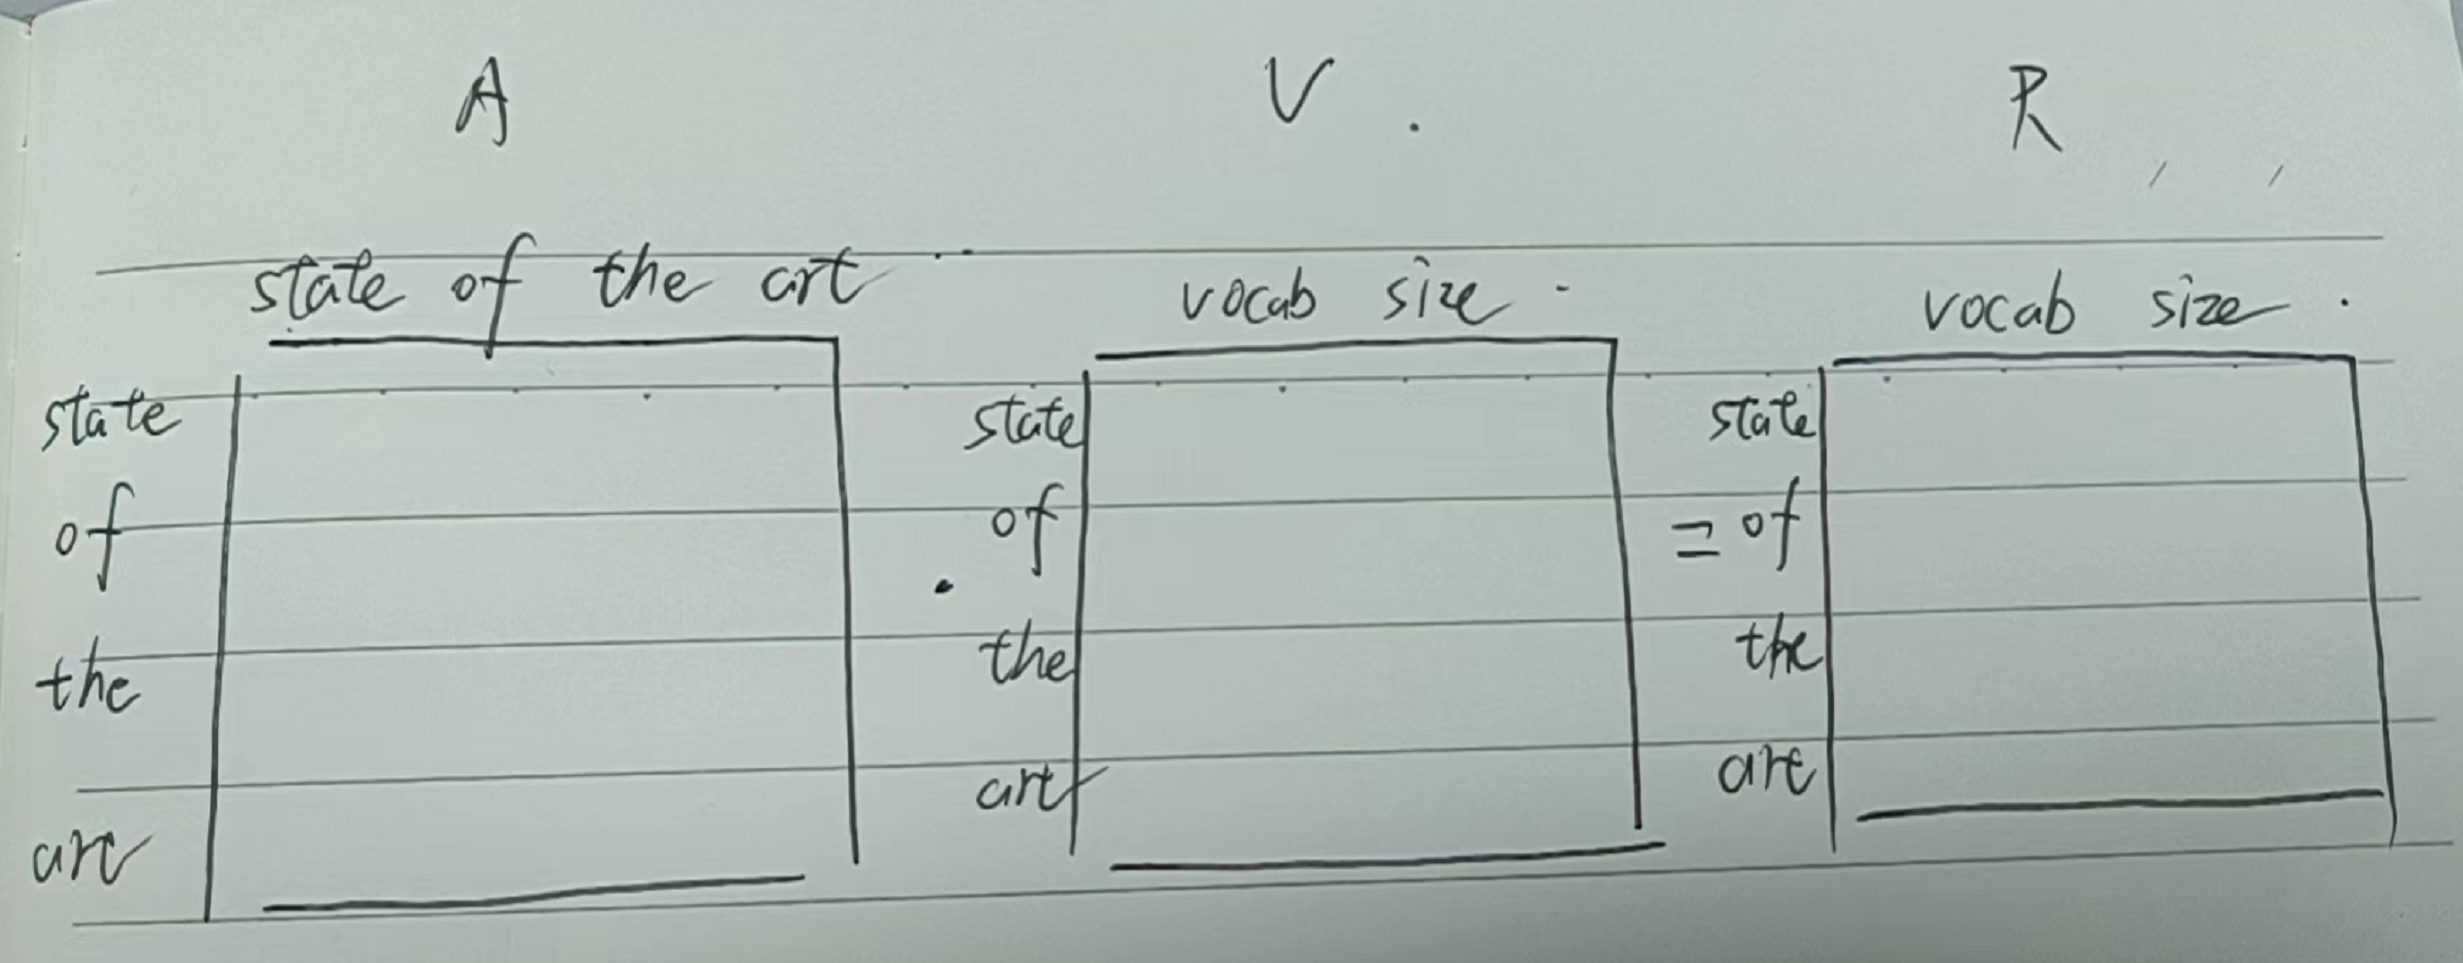 A V . R
state of the art vocab size . vocab size .
state state state
of . of = of
the the the
art art art